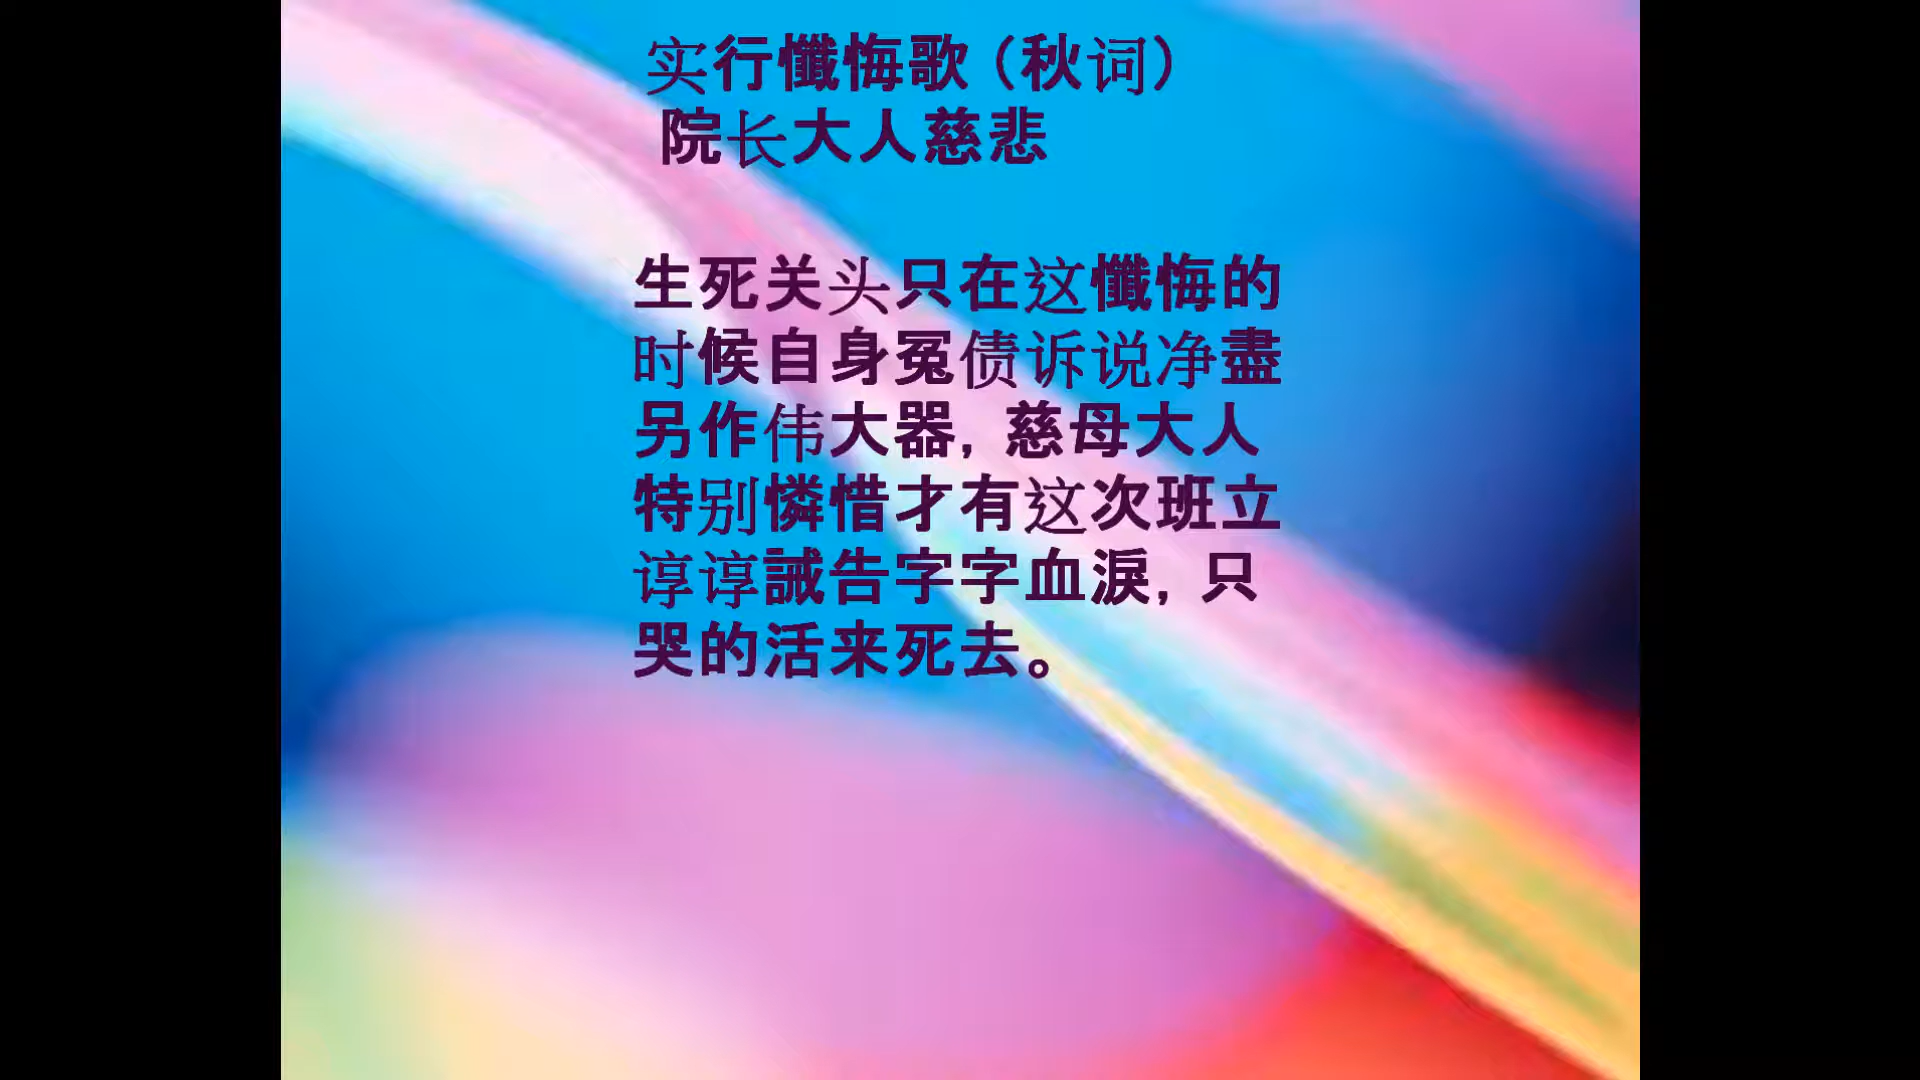 实行懺悔歌（秋词）
院长大人慈悲
生死关头只在这懺悔的
时候自身冤债诉说净盡
另作伟大器，慈母大人
特别憐惜才有这次班立
谆谆誡告字字血淚，只
哭的活来死去。